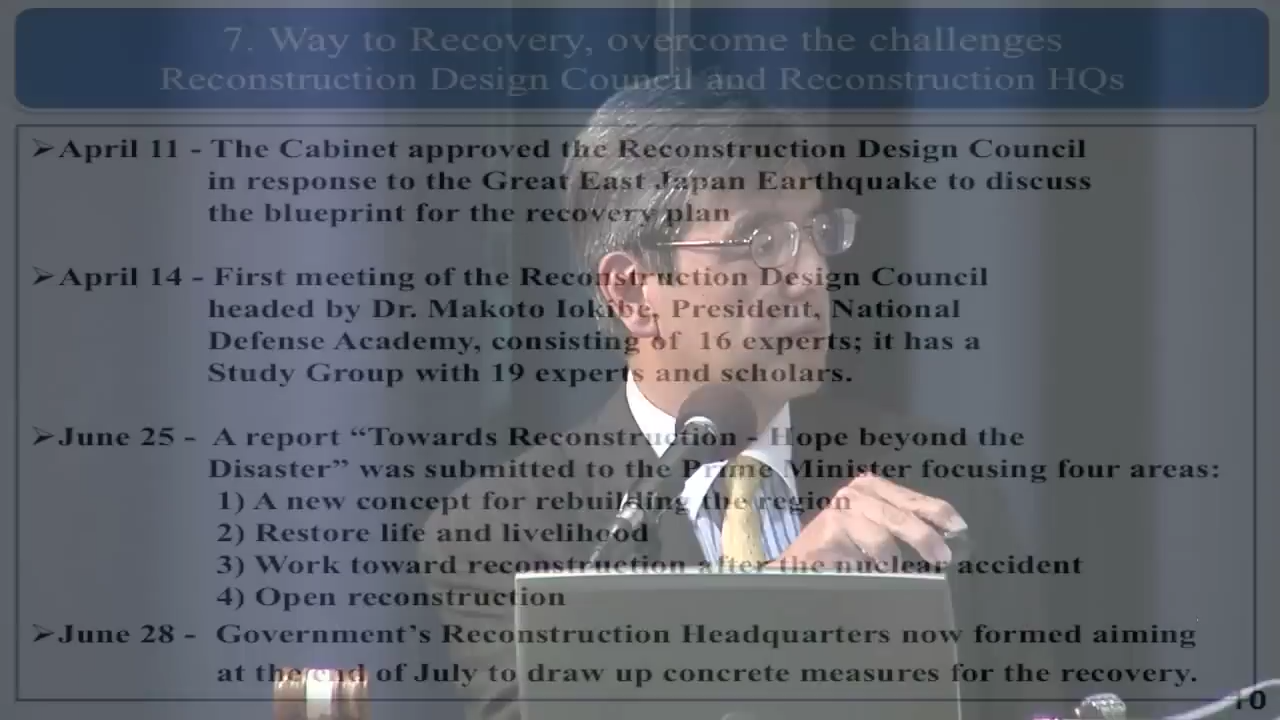 7. Way to Recovery, overcome the challenges
Reconstruction Design Council and Reconstruction HQs
➢April 11 - The Cabinet approved the Reconstruction Design Council
in response to the Great East Japan Earthquake to discuss
the blueprint for the recovery plan
➢April 14 - First meeting of the Reconstruction Design Council
headed by Dr. Makoto Iokibe, President, National
Defense Academy, consisting of 16 experts; it has a
Study Group with 19 experts and scholars.
➢June 25 - A report “Towards Reconstruction - Hope beyond the
Disaster” was submitted to the Prime Minister focusing four areas:
1) A new concept for rebuilding the region
2) Restore life and livelihood
3) Work toward reconstruction after the nuclear accident
4) Open reconstruction
➢June 28 - Government’s Reconstruction Headquarters now formed aiming
at the end of July to draw up concrete measures for the recovery.
10